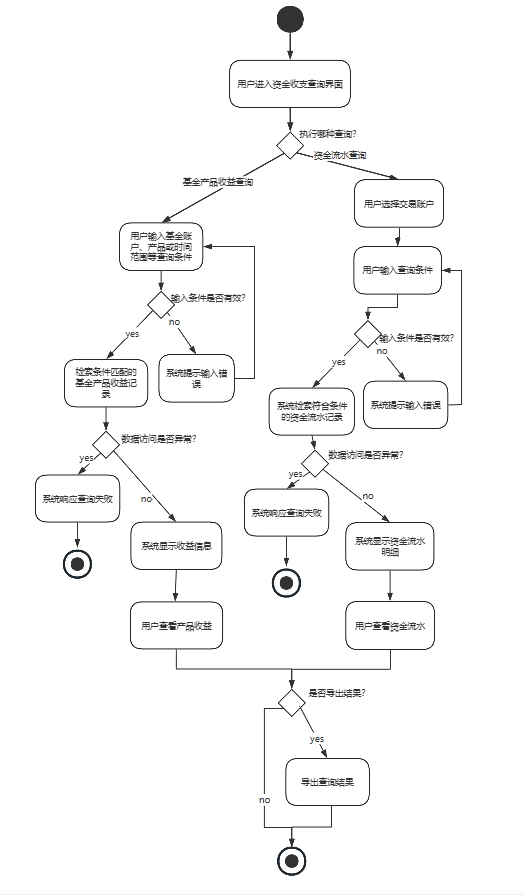 用户进入资金收支查询界面
执行哪种查询?
资金流水查询
基金产品收益查询
用户选择交易账户
用户输入基金账
户、产品或时间
范围等查询条件
用户输入查询条件
输入条件是否有效?
yes
no
输入条件是否有效?
yes
no
检索条件匹配的
基金产品收益记
录
系统提示输入错
误
系统检索符合条件
的资金流水记录
系统提示输入错误
数据访问是否异常?
yes
no
数据访问是否异常?
yes
no
系统响应查询失败
系统响应查询失败
系统显示收益信息
系统显示资金流水
明细
用户查看产品收益
用户查看资金流水
是否导出结果?
yes
导出查询结果
no